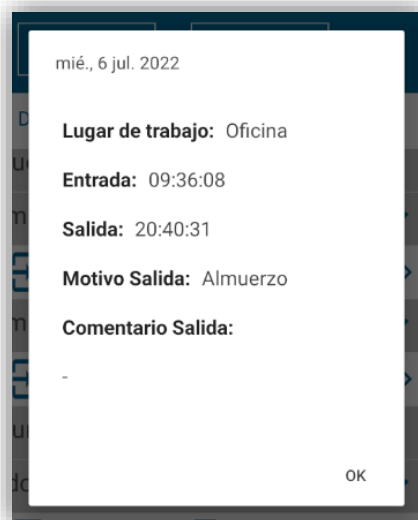 mié., 6 jul. 2022
Lugar de trabajo: Oficina
Entrada: 09:36:08
Salida: 20:40:31
Motivo Salida: Almuerzo
Comentario Salida:
-
OK